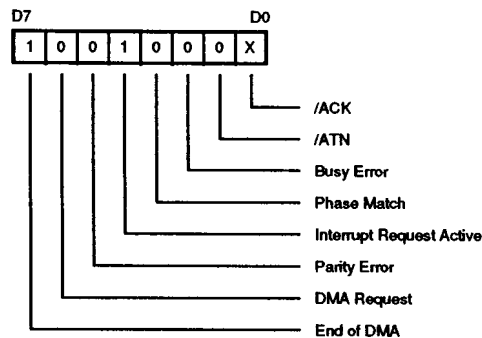 D7 D0
1 0 0 1 0 0 0 X
/ACK
/ATN
Busy Error
Phase Match
Interrupt Request Active
Parity Error
DMA Request
End of DMA